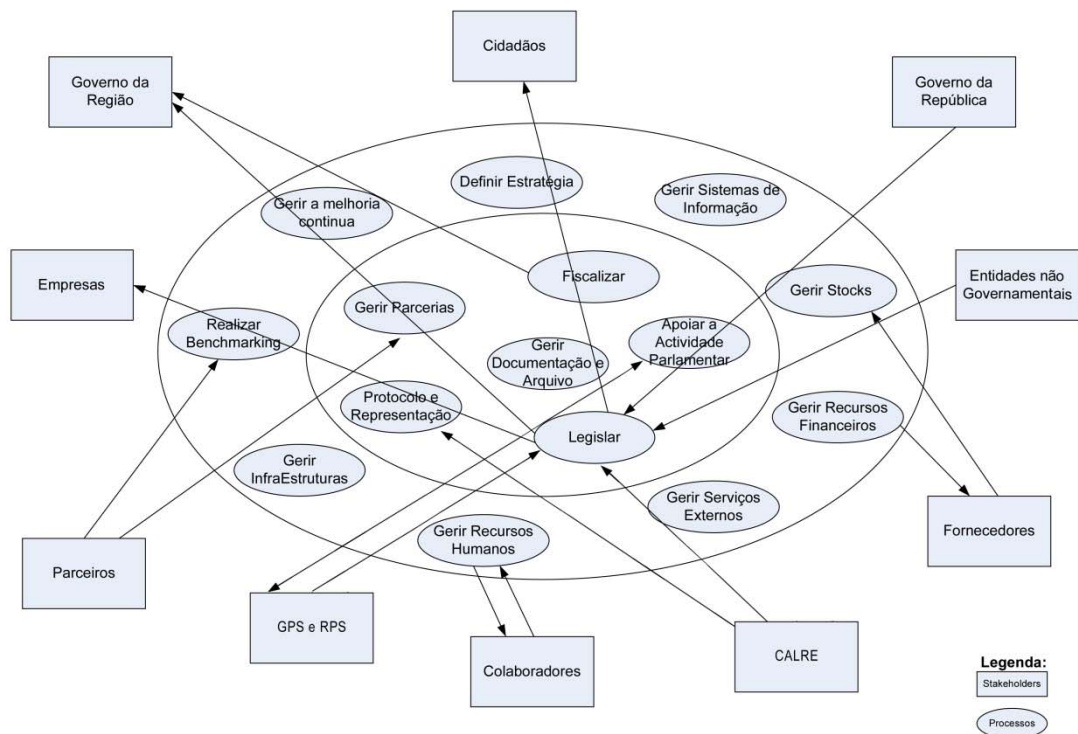 Cidadãos
Governo da
Região
Governo da
República
Definir Estratégia
Gerir Sistemas de
Informação
Gerir a melhoria
continua
Empresas
Fiscalizar
Gerir Stocks
Entidades não
Governamentais
Gerir Parcerias
Realizar
Benchmarking
Gerir
Documentação e
Arquivo
Apoiar a
Actividade
Parlamentar
Protocolo e
Representação
Legislar
Gerir Recursos
Financeiros
Gerir
InfraEstruturas
Gerir Serviços
Externos
Gerir Recursos
Humanos
Fornecedores
Parceiros
GPS e RPS
Colaboradores
CALRE
Legenda:
Stakeholders
Processos